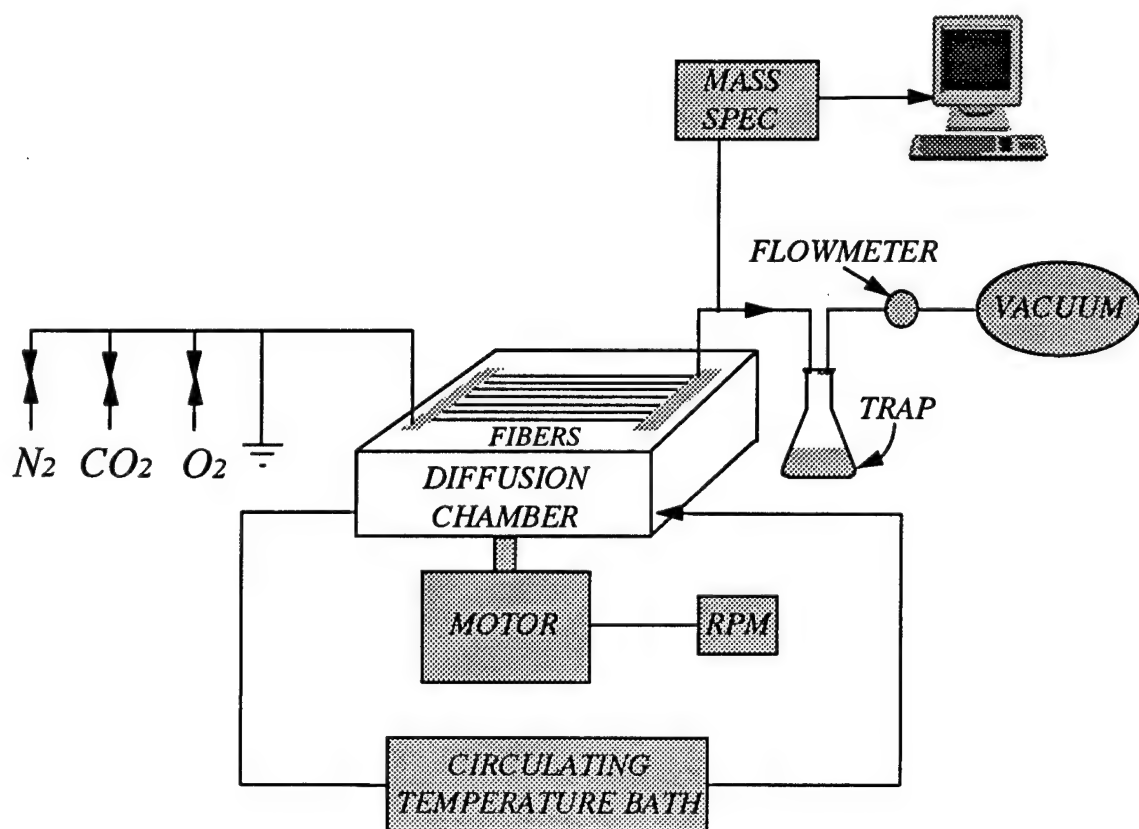 MASS
SPEC
FLOWMETER
VACUUM
N2 CO2 O2
TRAP
FIBERS
DIFFUSION
CHAMBER
MOTOR
RPM
CIRCULATING
TEMPERATURE BATH